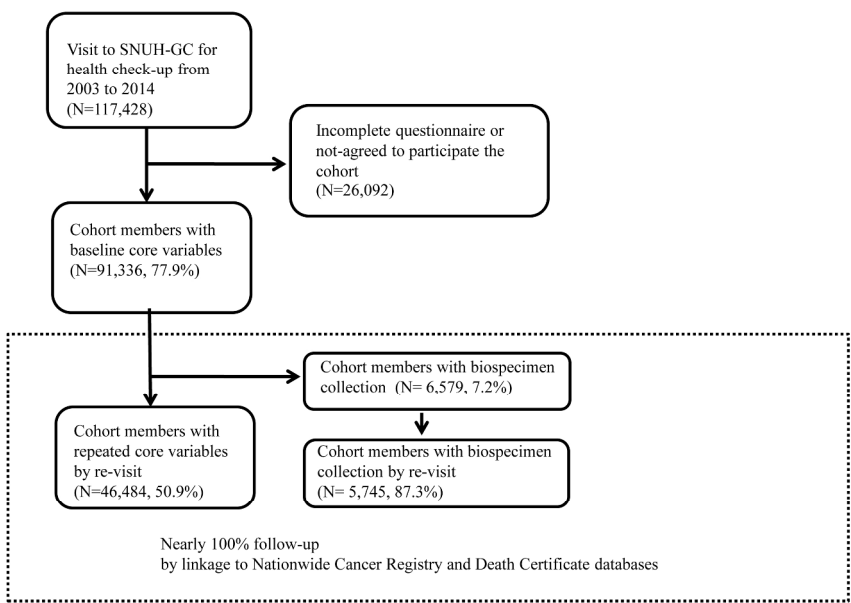 Visit to SNUH-GC for
health check-up from
2003 to 2014
(N=117,428)
Incomplete questionnaire or
not-agreed to participate the
cohort
(N=26,092)
Cohort members with
baseline core variables
(N=91,336, 77.9%)
Cohort members with biospecimen
collection (N= 6,579, 7.2%)
Cohort members with
repeated core variables
by re-visit
(N=46,484, 50.9%)
Cohort members with biospecimen
collection by re-visit
(N= 5,745, 87.3%)
Nearly 100% follow-up
by linkage to Nationwide Cancer Registry and Death Certificate databases